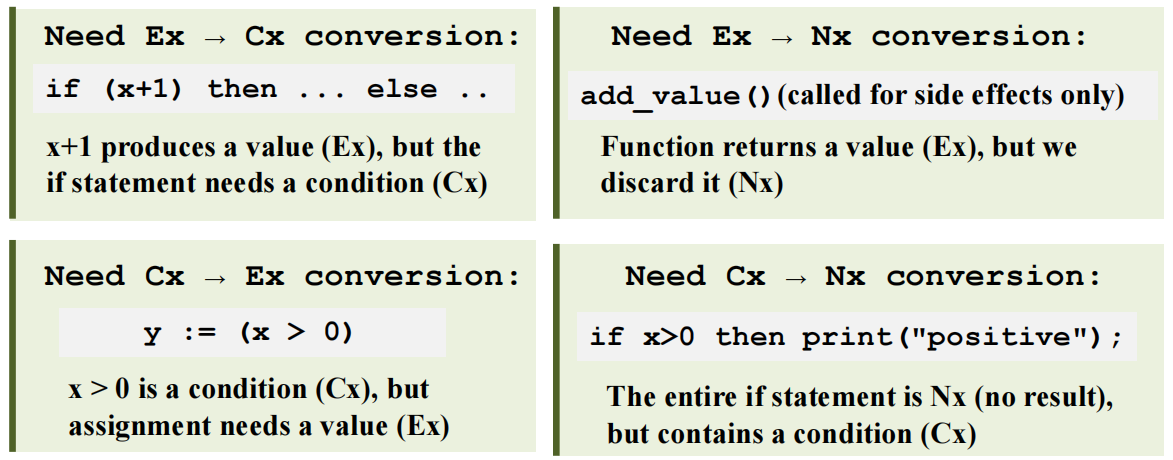 Need Ex → Cx conversion:
if (x+1) then ... else ..
x+1 produces a value (Ex), but the
if statement needs a condition (Cx)
Need Ex → Nx conversion:
add_value()(called for side effects only)
Function returns a value (Ex), but we
discard it (Nx)
Need Cx → Ex conversion:
y := (x > 0)
x > 0 is a condition (Cx), but
assignment needs a value (Ex)
Need Cx → Nx conversion:
if x>0 then print("positive");
The entire if statement is Nx (no result),
but contains a condition (Cx)